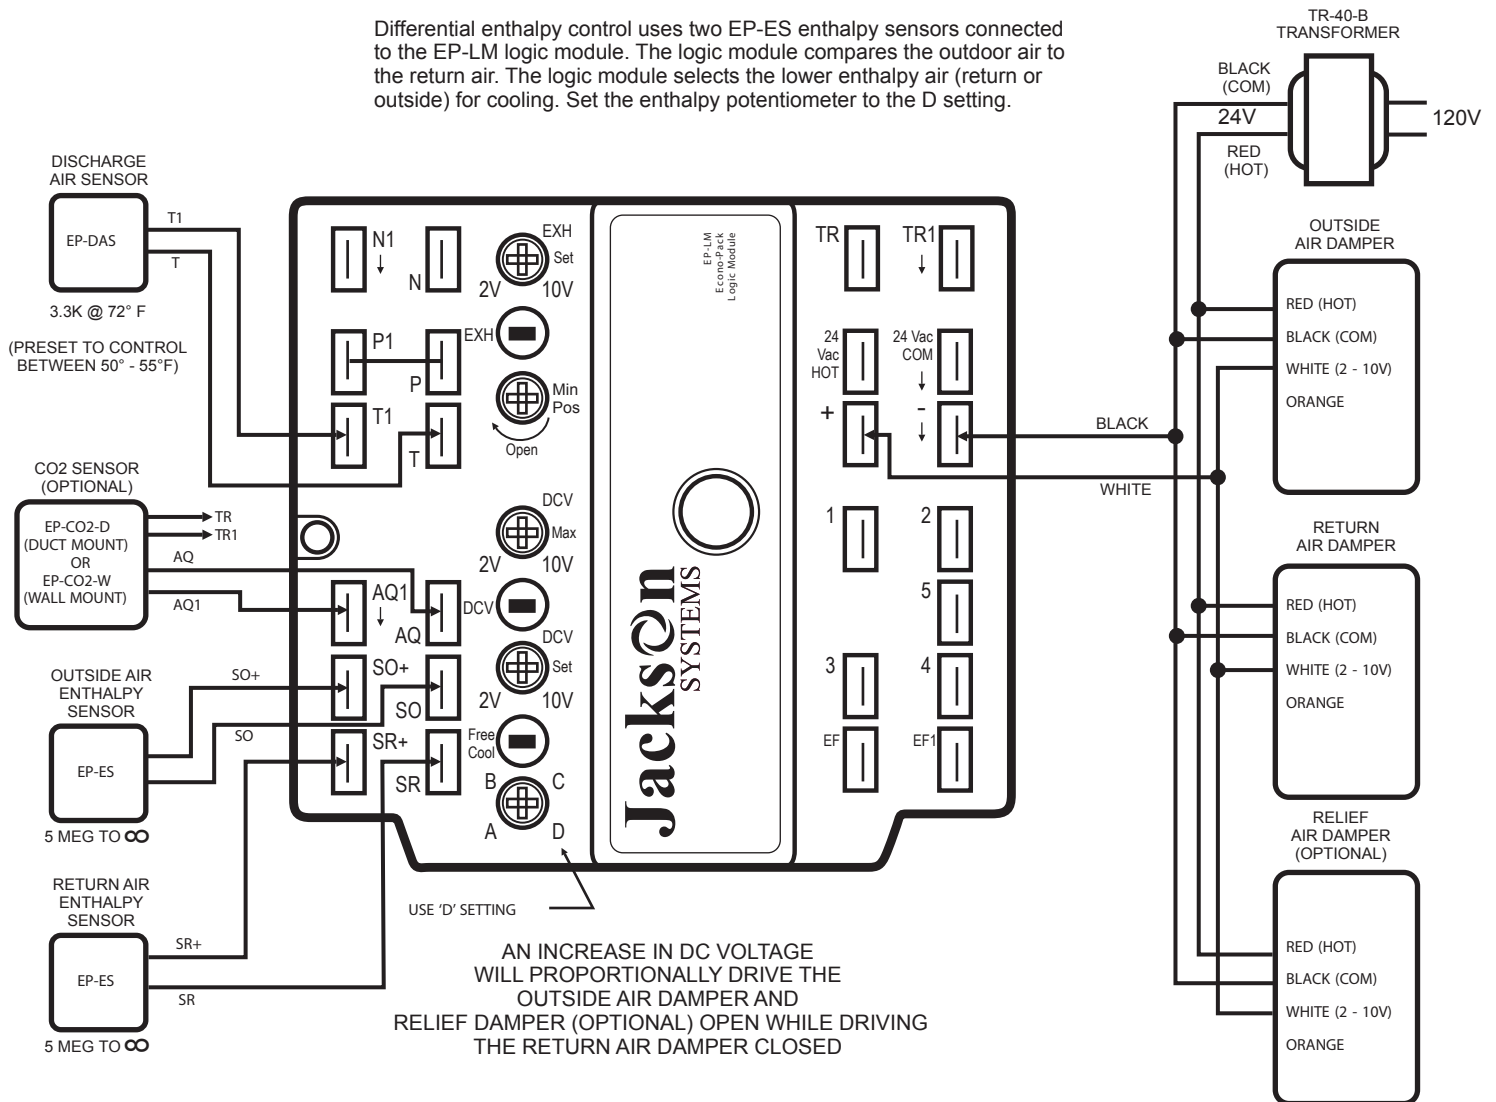 Differential enthalpy control uses two EP-ES enthalpy sensors connected
to the EP-LM logic module. The logic module compares the outdoor air to
the return air. The logic module selects the lower enthalpy air (return or
outside) for cooling. Set the enthalpy potentiometer to the D setting.
TR-40-B
TRANSFORMER
BLACK
(COM)
24V
120V
RED
(HOT)
DISCHARGE
AIR SENSOR
EP-DAS
T1
T
3.3K @ 72° F
(PRESET TO CONTROL
BETWEEN 50° - 55°F)
CO2 SENSOR
(OPTIONAL)
EP-CO2-D
(DUCT MOUNT)
OR
EP-CO2-W
(WALL MOUNT)
TR
TR1
AQ
AQ1
OUTSIDE AIR
ENTHALPY
SENSOR
EP-ES
SO+
SO
5 MEG TO ∞
RETURN AIR
ENTHALPY
SENSOR
EP-ES
SR+
SR
5 MEG TO ∞
N1
N
P1
P
T1
T
AQ1
AQ
SO+
SO
SR+
SR
EXH
Set
2V
10V
EXH
Min
Pos
Open
DCV
Max
2V
10V
DCV
DCV
Set
2V
10V
Free
Cool
B
C
A
D
USE ‘D’ SETTING
EP-LM
Econo-Pack
Logic Module
Jackson
SYSTEMS
TR
TR1
24
Vac
HOT
24 Vac
COM
+
-
1
2
5
3
4
EF
EF1
BLACK
WHITE
OUTSIDE
AIR DAMPER
RED (HOT)
BLACK (COM)
WHITE (2 - 10V)
ORANGE
RETURN
AIR DAMPER
RED (HOT)
BLACK (COM)
WHITE (2 - 10V)
ORANGE
RELIEF
AIR DAMPER
(OPTIONAL)
RED (HOT)
BLACK (COM)
WHITE (2 - 10V)
ORANGE
AN INCREASE IN DC VOLTAGE
WILL PROPORTIONALLY DRIVE THE
OUTSIDE AIR DAMPER AND
RELIEF DAMPER (OPTIONAL) OPEN WHILE DRIVING
THE RETURN AIR DAMPER CLOSED